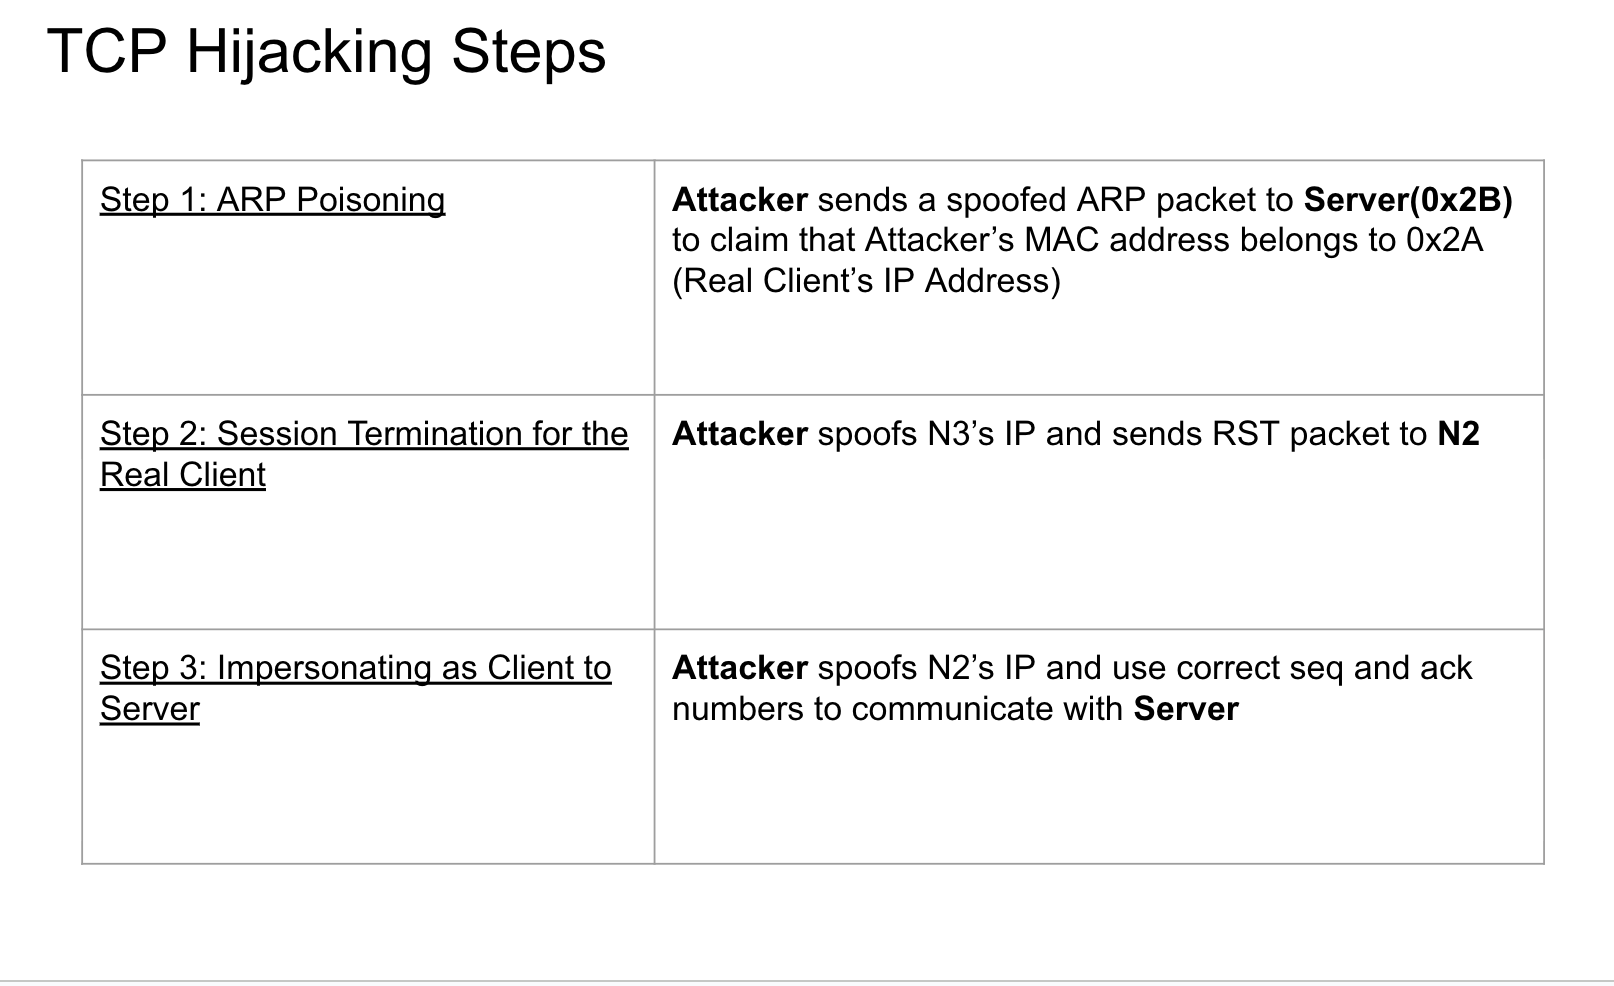 TCP Hijacking Steps
Step 1: ARP Poisoning
Attacker sends a spoofed ARP packet to Server(0x2B)
to claim that Attacker’s MAC address belongs to 0x2A
(Real Client’s IP Address)
Step 2: Session Termination for the
Real Client
Attacker spoofs N3’s IP and sends RST packet to N2
Step 3: Impersonating as Client to
Server
Attacker spoofs N2’s IP and use correct seq and ack
numbers to communicate with Server